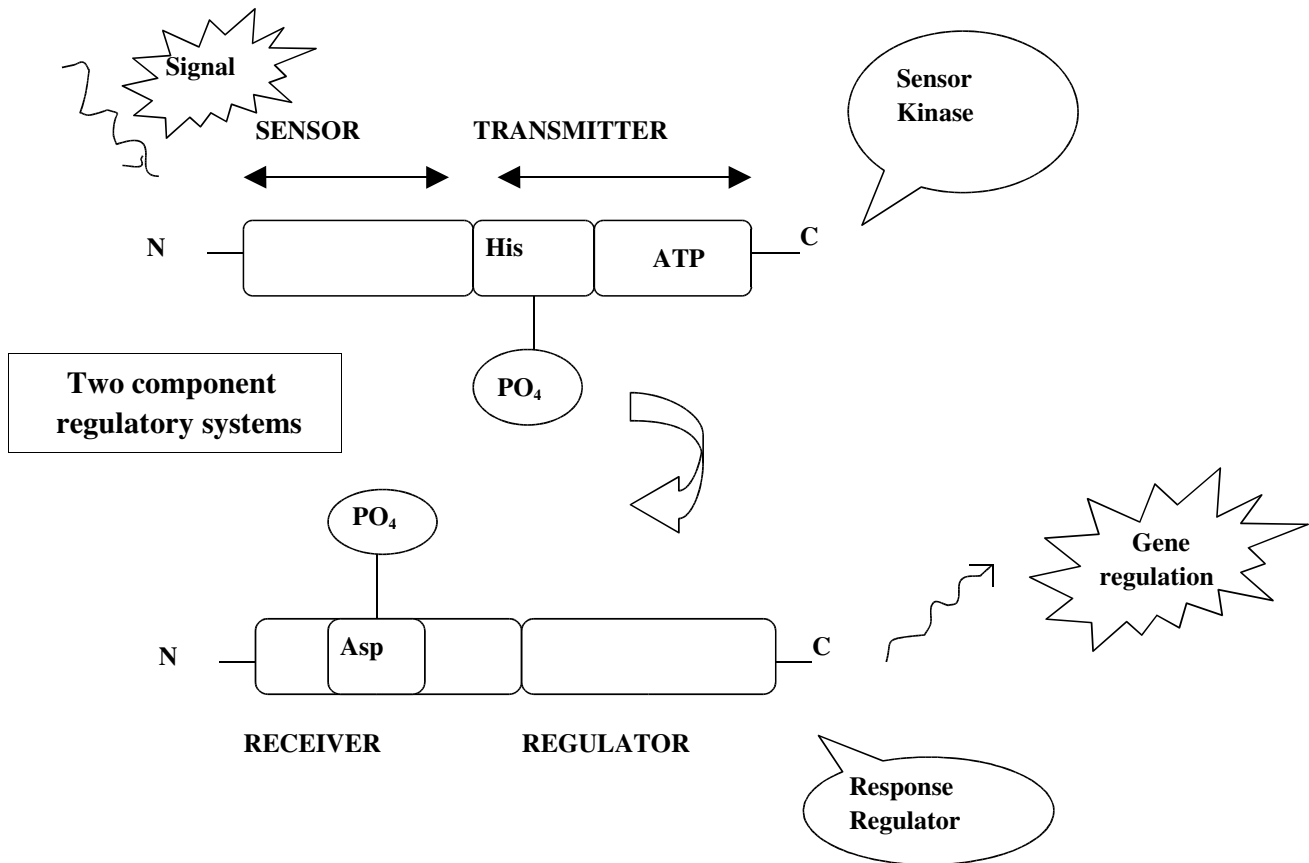 Signal
Sensor
Kinase
SENSOR
TRANSMITTER
N
His
ATP
C
PO₄
Two component
regulatory systems
PO₄
Gene
regulation
N
Asp
C
RECEIVER
REGULATOR
Response
Regulator